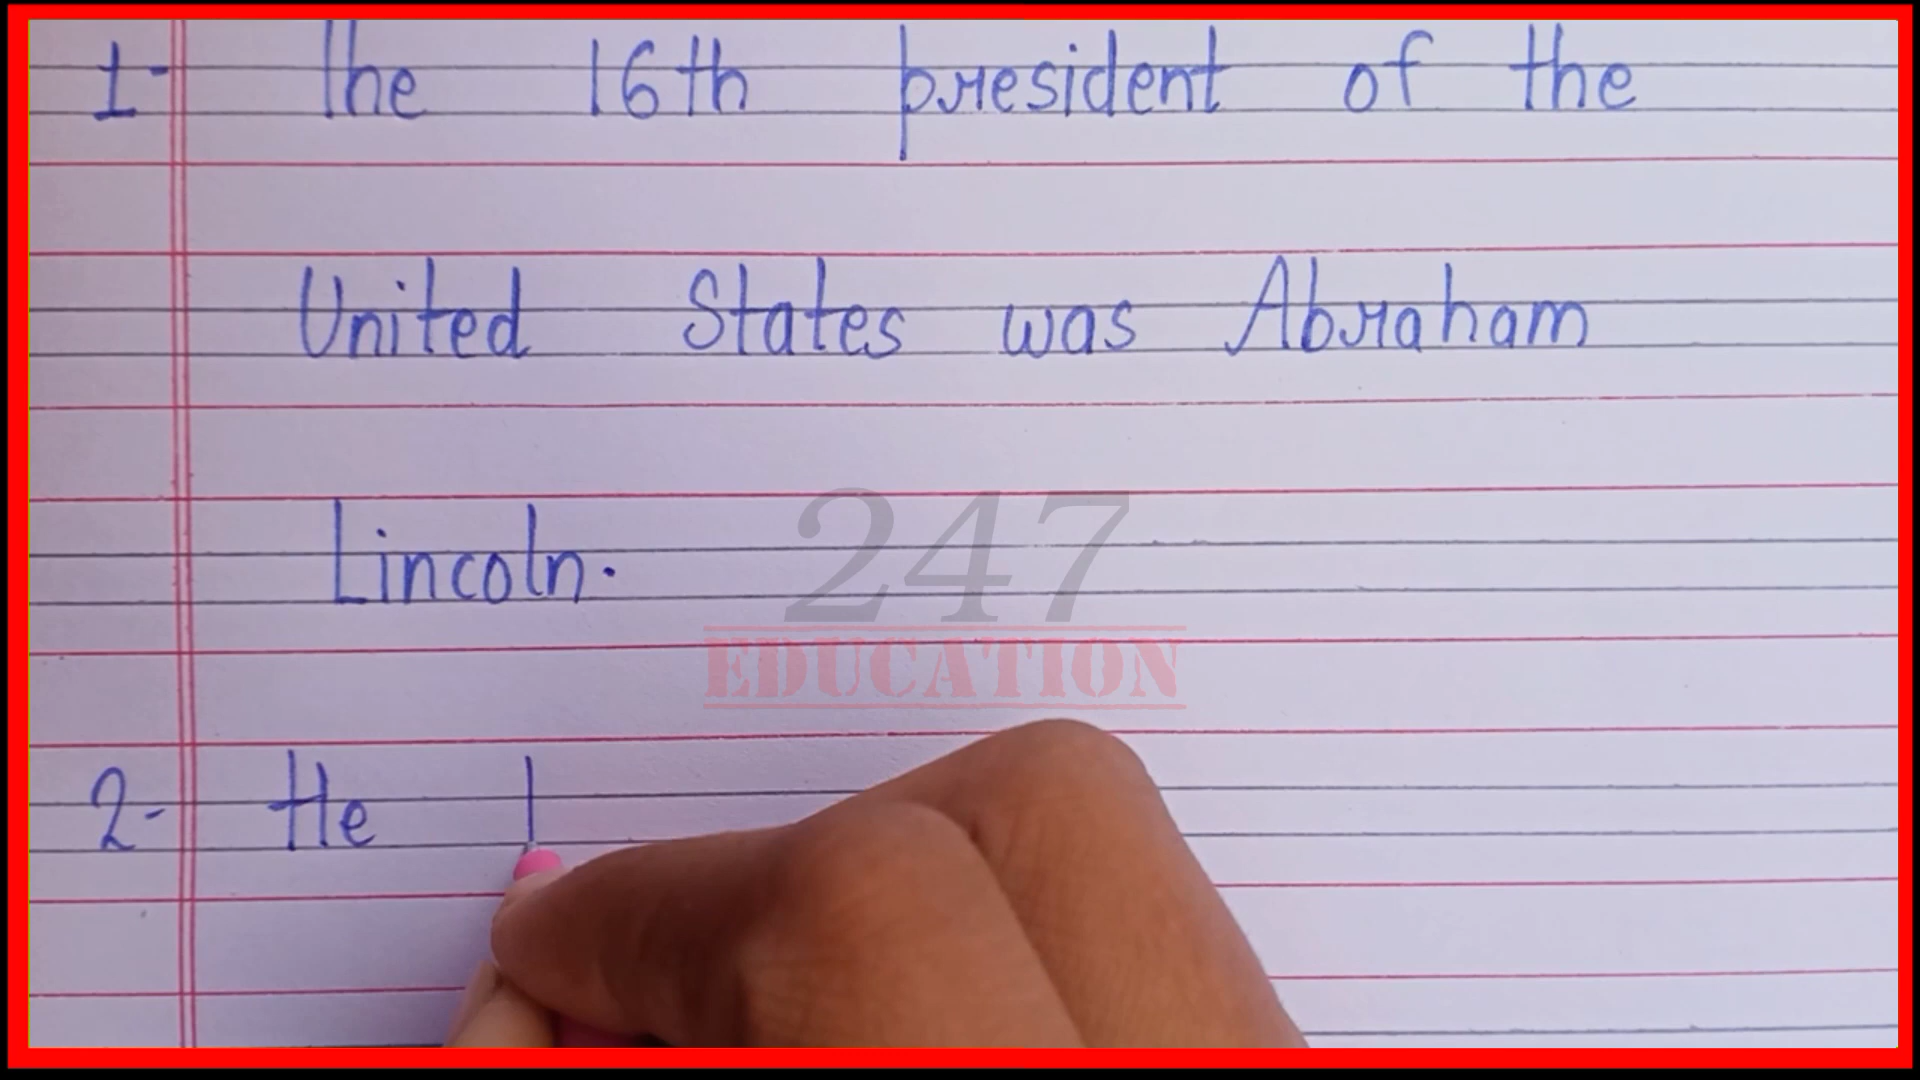 1- The 16th president of the
United States was Abraham
Lincoln.
247
EDUCATION
2- He